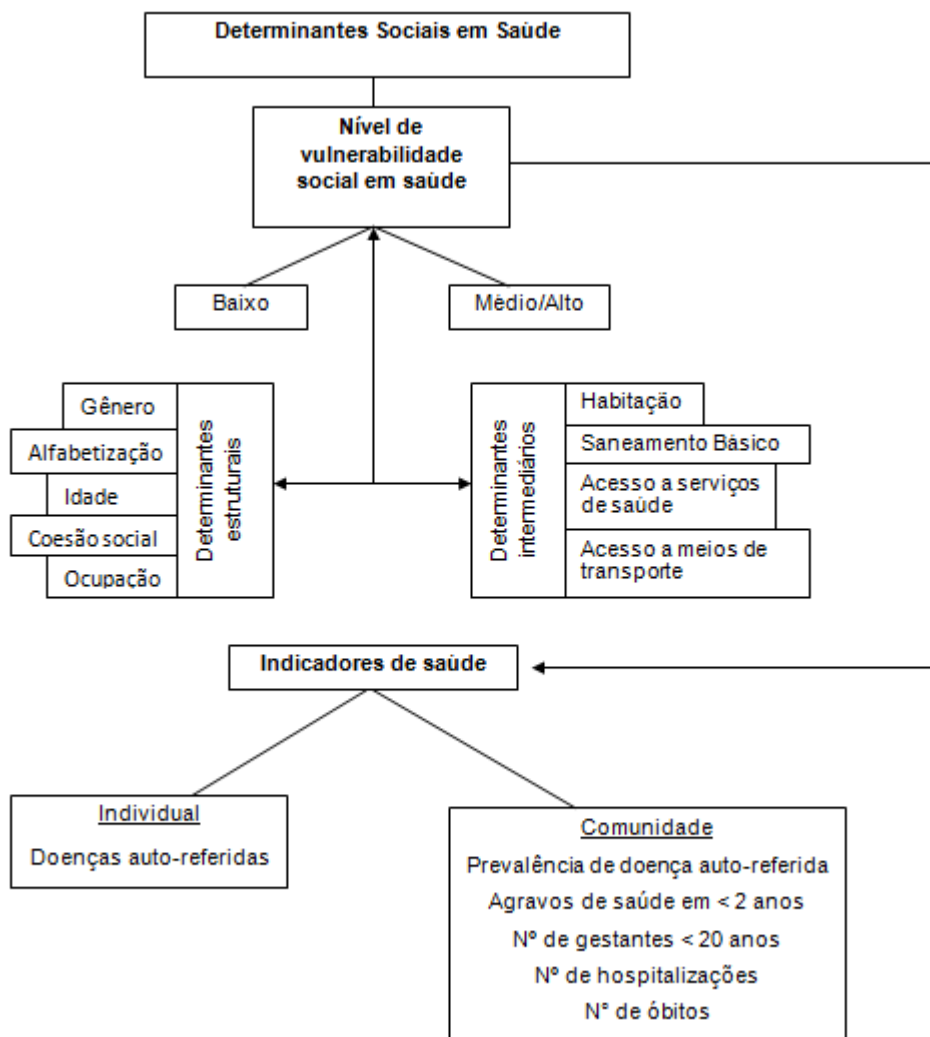 Determinantes Sociais em Saúde
Nível de
vulnerabilidade
social em saúde
Baixo
Médio/Alto
Gênero
Alfabetização
Idade
Coesão social
Ocupação
Determinantes
estruturais
Determinantes
intermediários
Habitação
Saneamento Básico
Acesso a serviços
de saúde
Acesso a meios de
transporte
Indicadores de saúde
Individual
Doenças auto-referidas
Comunidade
Prevalência de doença auto-referida
Agravos de saúde em < 2 anos
Nº de gestantes < 20 anos
Nº de hospitalizações
N° de óbitos